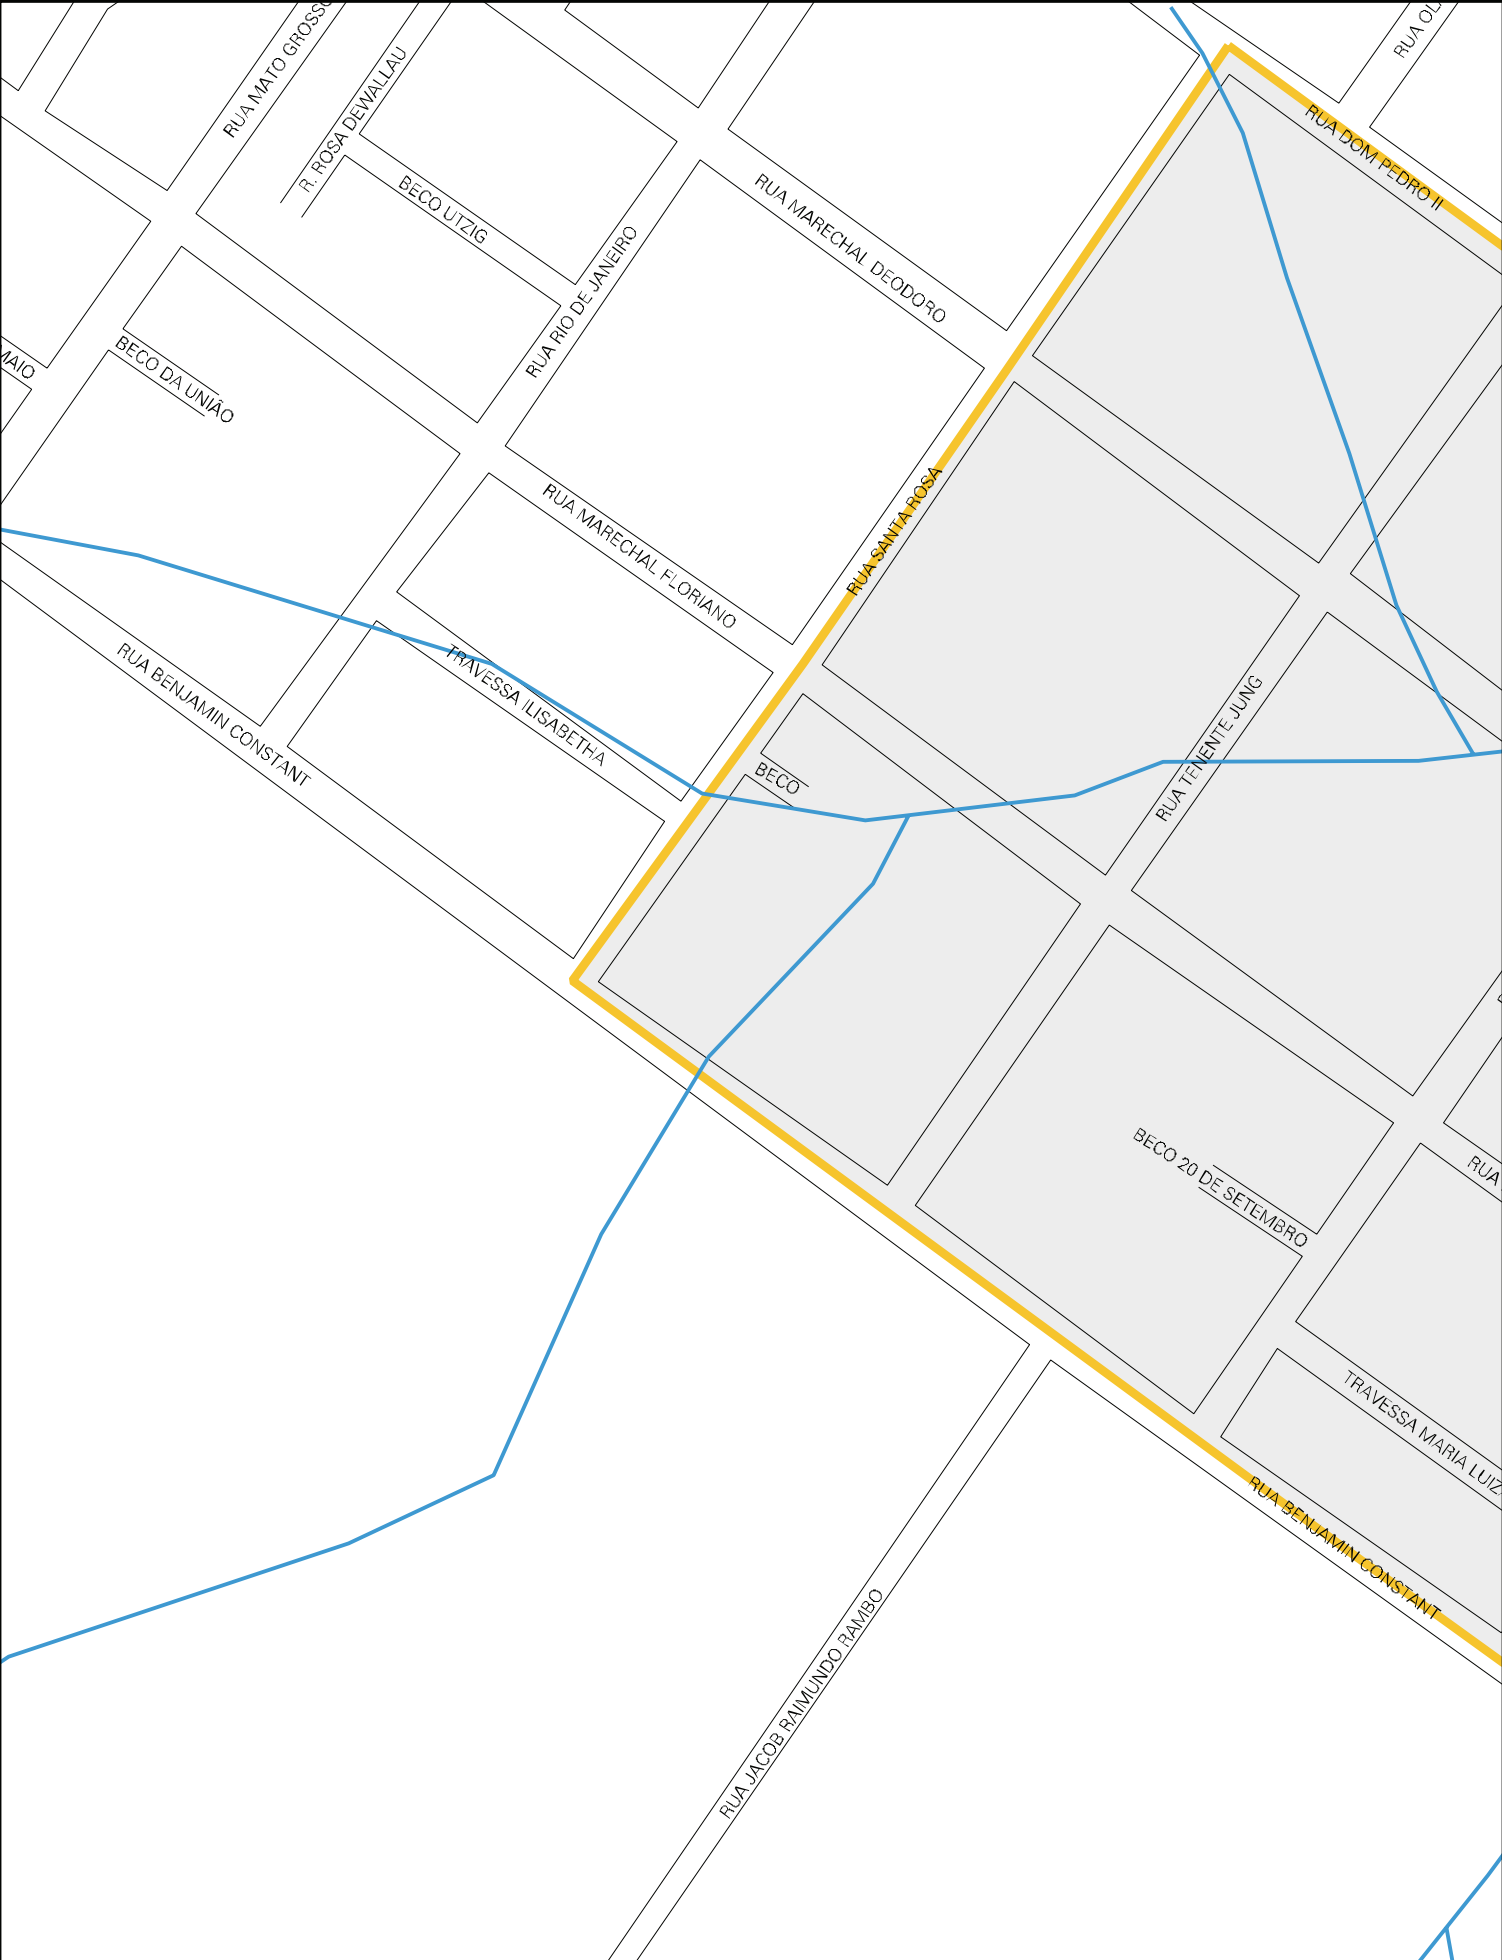 RUA MATO GROSSO
R. ROSA DEWALLAU
RUA DOM PEDRO II
BECO UTZIG
RUA MARECHAL DEODORO
RUA RIO DE JANEIRO
MAIO
BECO DA UNIÃO
RUA SANTA ROSA
RUA MARECHAL FLORIANO
TRAVESSA ILISABETHA
RUA BENJAMIN CONSTANT
RUA TENENTE JUNG
BECO
BECO 20 DE SETEMBRO
RUA
TRAVESSA MARIA LUIZ
RUA BENJAMIN CONSTANT
RUA JACOB RAIMUNDO RAMBO